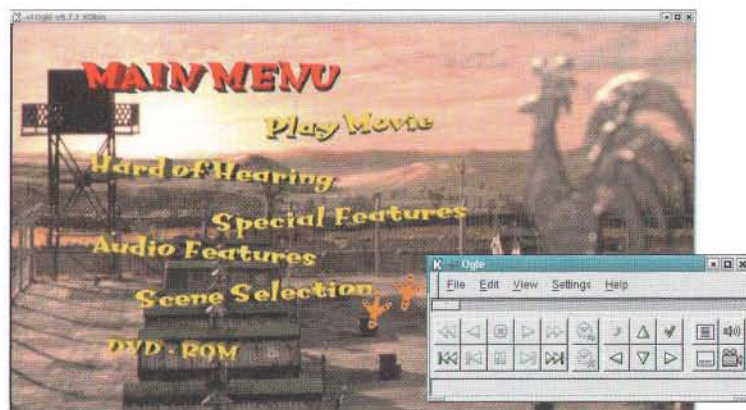 MAIN MENU
Play Movie
Hard of Hearing
Special Features
Audio Features
Scene Selection
DVD - ROM
Ogle
File Edit View Settings Help